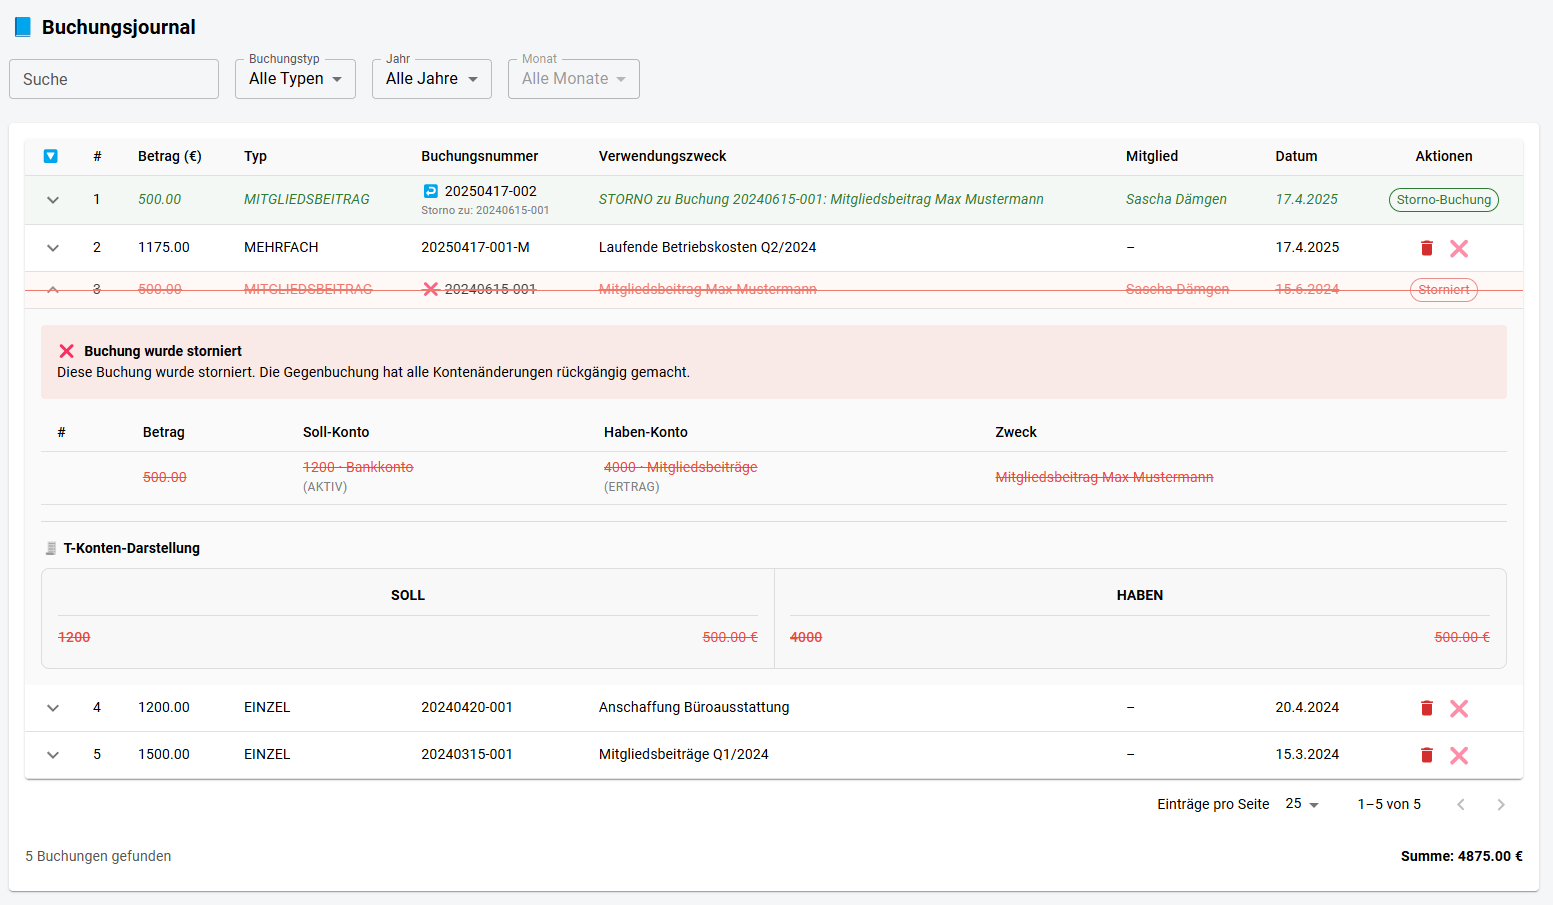 Buchungsjournal
Suche
Buchungstyp
Alle Typen
Jahr
Alle Jahre
Monat
Alle Monate
# Betrag (€) Typ Buchungsnummer Verwendungszweck Mitglied Datum Aktionen
1 500.00 MITGLIEDSBEITRAG 20250417-002 STORNO zu Buchung 20240615-001: Mitgliedsbeitrag Max Mustermann Sascha Dämgen 17.4.2025 Storno-Buchung
Storno zu: 20240615-001
2 1175.00 MEHRFACH 20250417-001-M Laufende Betriebskosten Q2/2024 – 17.4.2025
3 500.00 MITGLIEDSBEITRAG 20240615-001 Mitgliedsbeitrag Max Mustermann Sascha Dämgen 15.6.2024 Storniert
Buchung wurde storniert
Diese Buchung wurde storniert. Die Gegenbuchung hat alle Kontenänderungen rückgängig gemacht.
# Betrag Soll-Konto Haben-Konto Zweck
500.00 1200 · Bankkonto 4000 · Mitgliedsbeiträge Mitgliedsbeitrag Max Mustermann
(AKTIV) (ERTRAG)
T-Konten-Darstellung
SOLL HABEN
1200 500.00 € 4000 500.00 €
4 1200.00 EINZEL 20240420-001 Anschaffung Büroausstattung – 20.4.2024
5 1500.00 EINZEL 20240315-001 Mitgliedsbeiträge Q1/2024 – 15.3.2024
Einträge pro Seite 25 1–5 von 5
5 Buchungen gefunden Summe: 4875.00 €